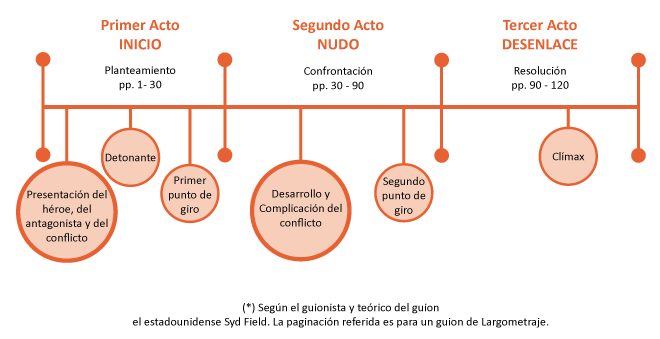 Primer Acto
INICIO
Segundo Acto
NUDO
Tercer Acto
DESENLACE
Planteamiento
pp. 1- 30
Confrontación
pp. 30 - 90
Resolución
pp. 90 - 120
Presentación del
héroe, del
antagonista y del
conflicto
Detonante
Primer
punto de
giro
Desarrollo y
Complicación del
conflicto
Segundo
punto de
giro
Clímax
(*) Según el guionista y teórico del guion
el estadounidense Syd Field. La paginación referida es para un guion de Largometraje.